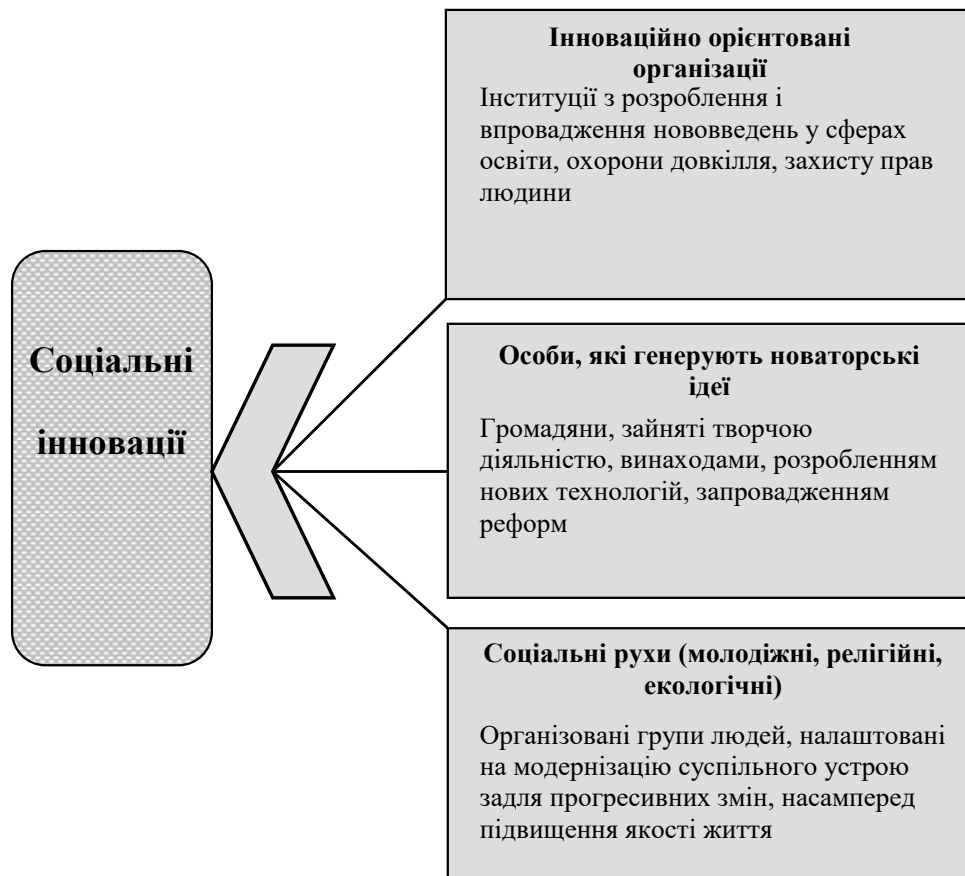 Інноваційно орієнтовані
організації
Інституції з розроблення і
впровадження нововведень у сферах
освіти, охорони довкілля, захисту прав
людини
Соціальні
інновації
Особи, які генерують новаторські
ідеї
Громадяни, зайняті творчою
діяльністю, винаходами, розробленням
нових технологій, запровадженням
реформ
Соціальні рухи (молодіжні, релігійні,
екологічні)
Організовані групи людей, налаштовані
на модернізацію суспільного устрою
задля прогресивних змін, насамперед
підвищення якості життя